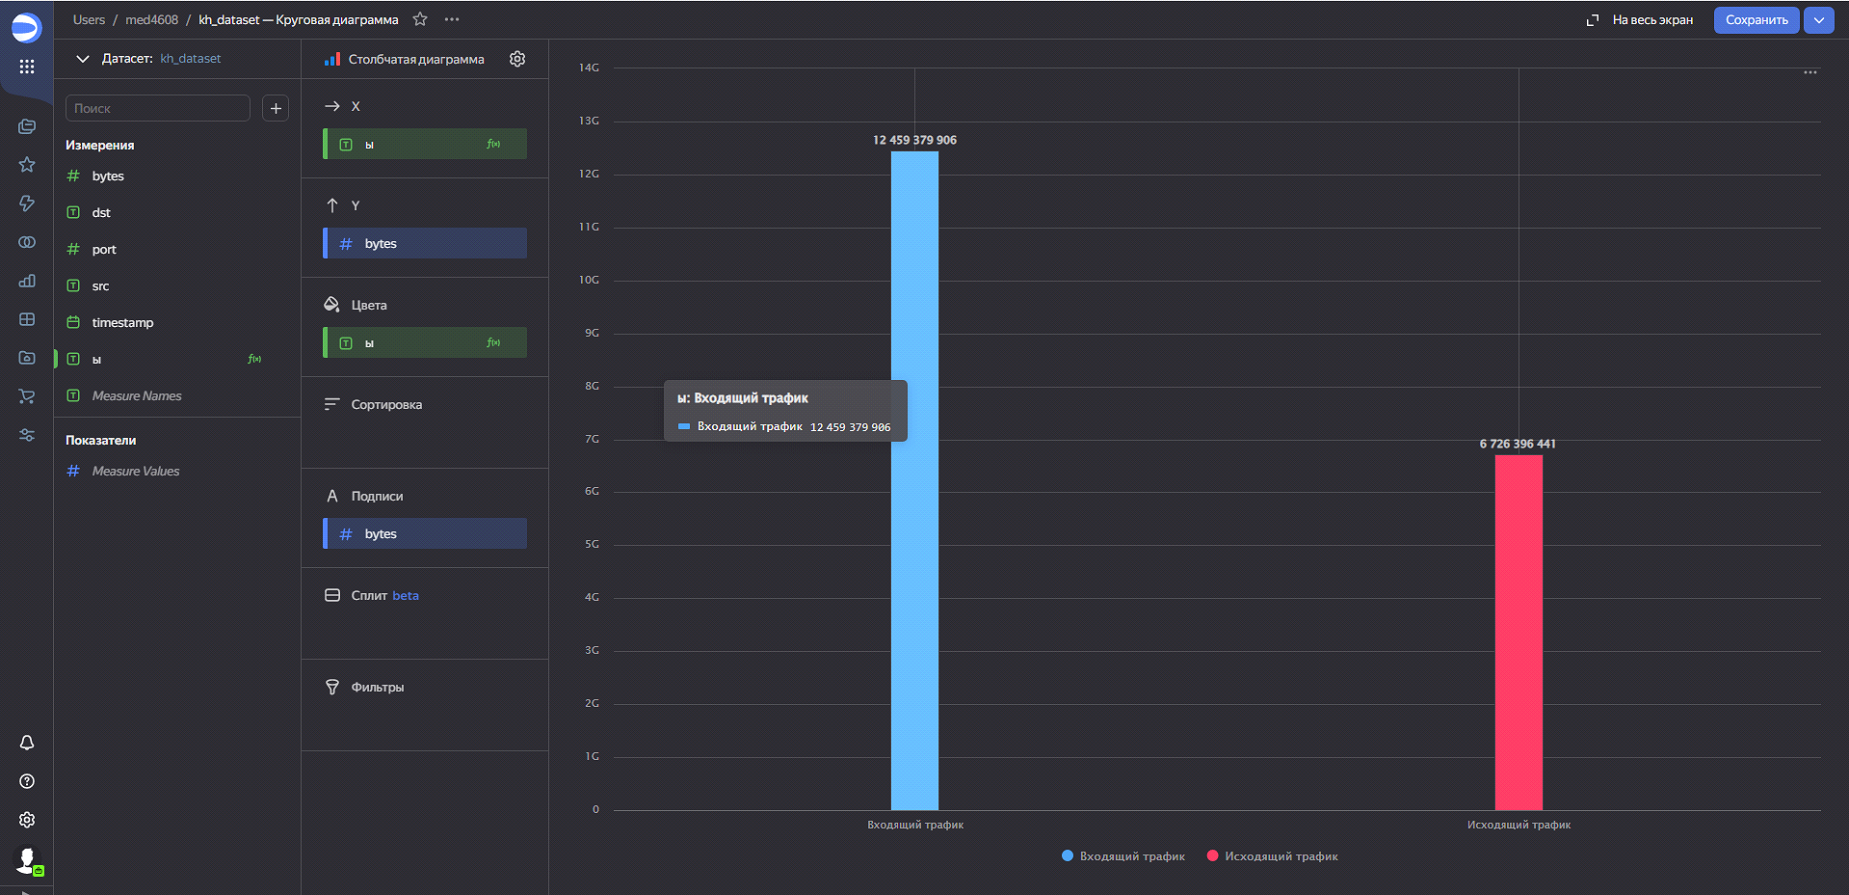 Users / med4608 / kh_dataset — Круговая диаграмма
На весь экран
Сохранить
Датасет: kh_dataset
Поиск
Измерения
bytes
dst
port
src
timestamp
ы
Measure Names
Показатели
Measure Values
Столбчатая диаграмма
X
ы
Y
bytes
Цвета
ы
Сортировка
Подписи
bytes
Сплит beta
Фильтры
14G
13G
12G
11G
10G
9G
8G
7G
6G
5G
4G
3G
2G
1G
0
12 459 379 906
ы: Входящий трафик
Входящий трафик 12 459 379 906
6 726 396 441
Входящий трафик
Исходящий трафик
Входящий трафик
Исходящий трафик